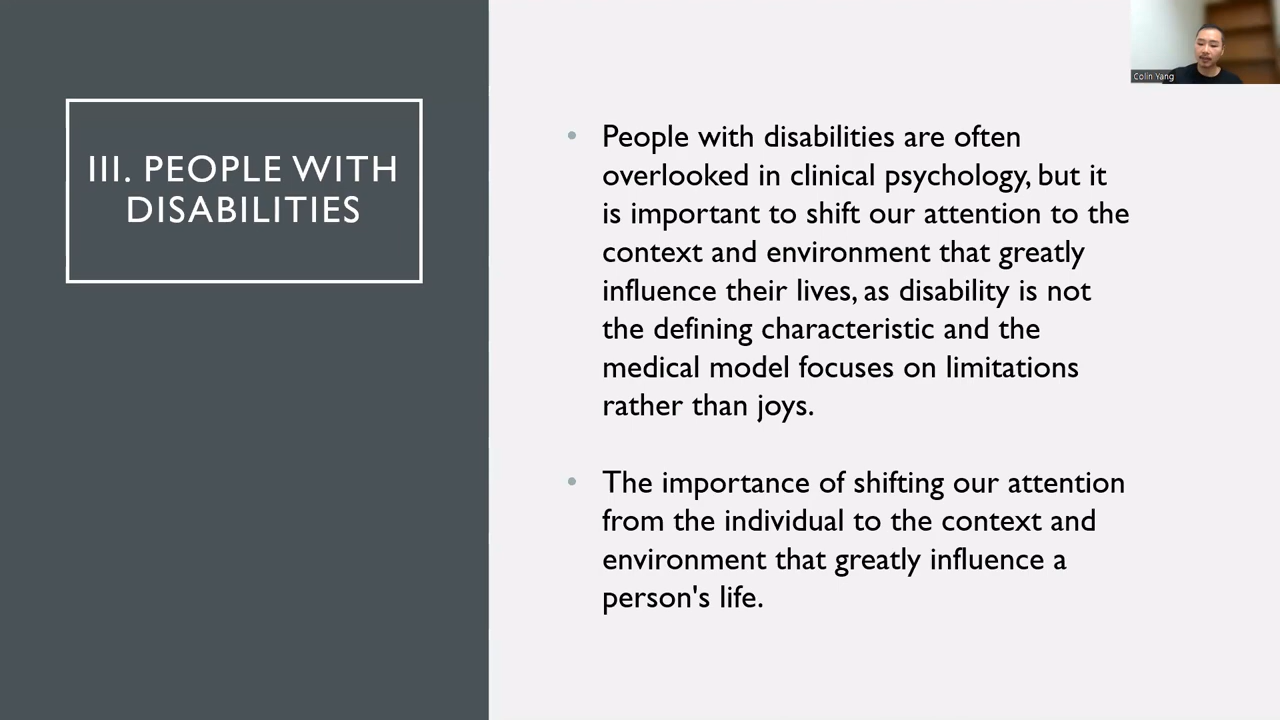 III. PEOPLE WITH
DISABILITIES
• People with disabilities are often
overlooked in clinical psychology, but it
is important to shift our attention to the
context and environment that greatly
influence their lives, as disability is not
the defining characteristic and the
medical model focuses on limitations
rather than joys.
• The importance of shifting our attention
from the individual to the context and
environment that greatly influence a
person's life.
Colin Yang